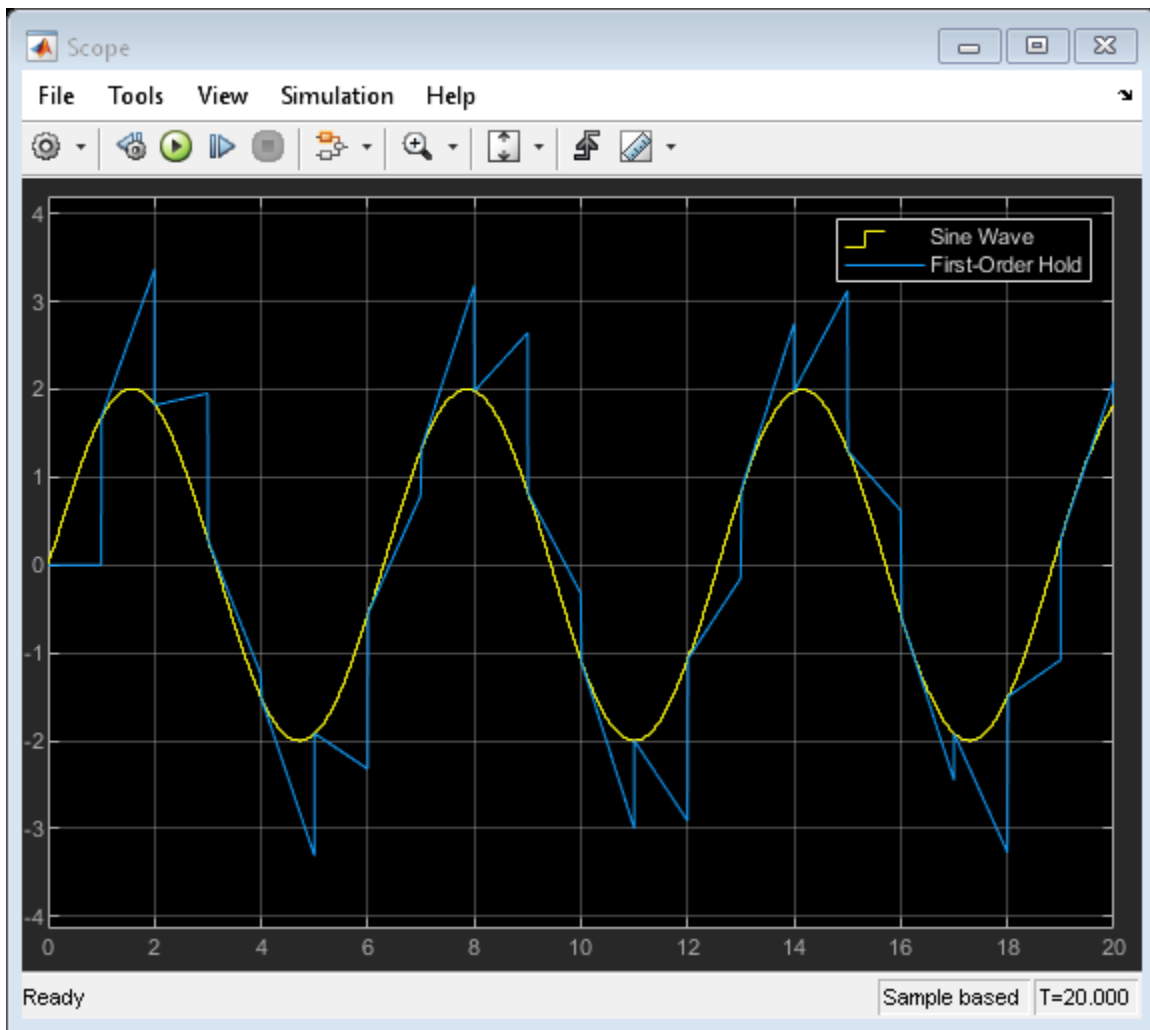 Scope
File Tools View Simulation Help
Sine Wave
First-Order Hold
4
3
2
1
0
-1
-2
-3
-4
0 2 4 6 8 10 12 14 16 18 20
Ready Sample based T=20.000